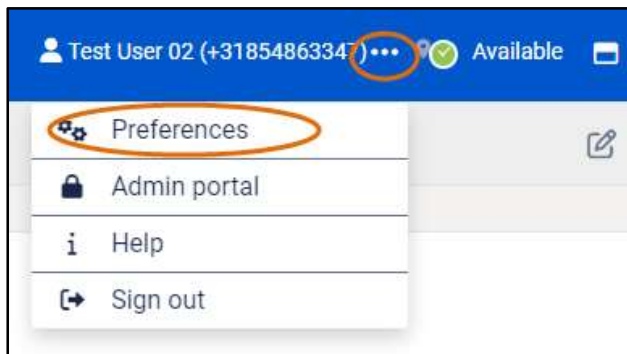 Test User 02 (+31854863347) ••• Available
Preferences
Admin portal
Help
Sign out